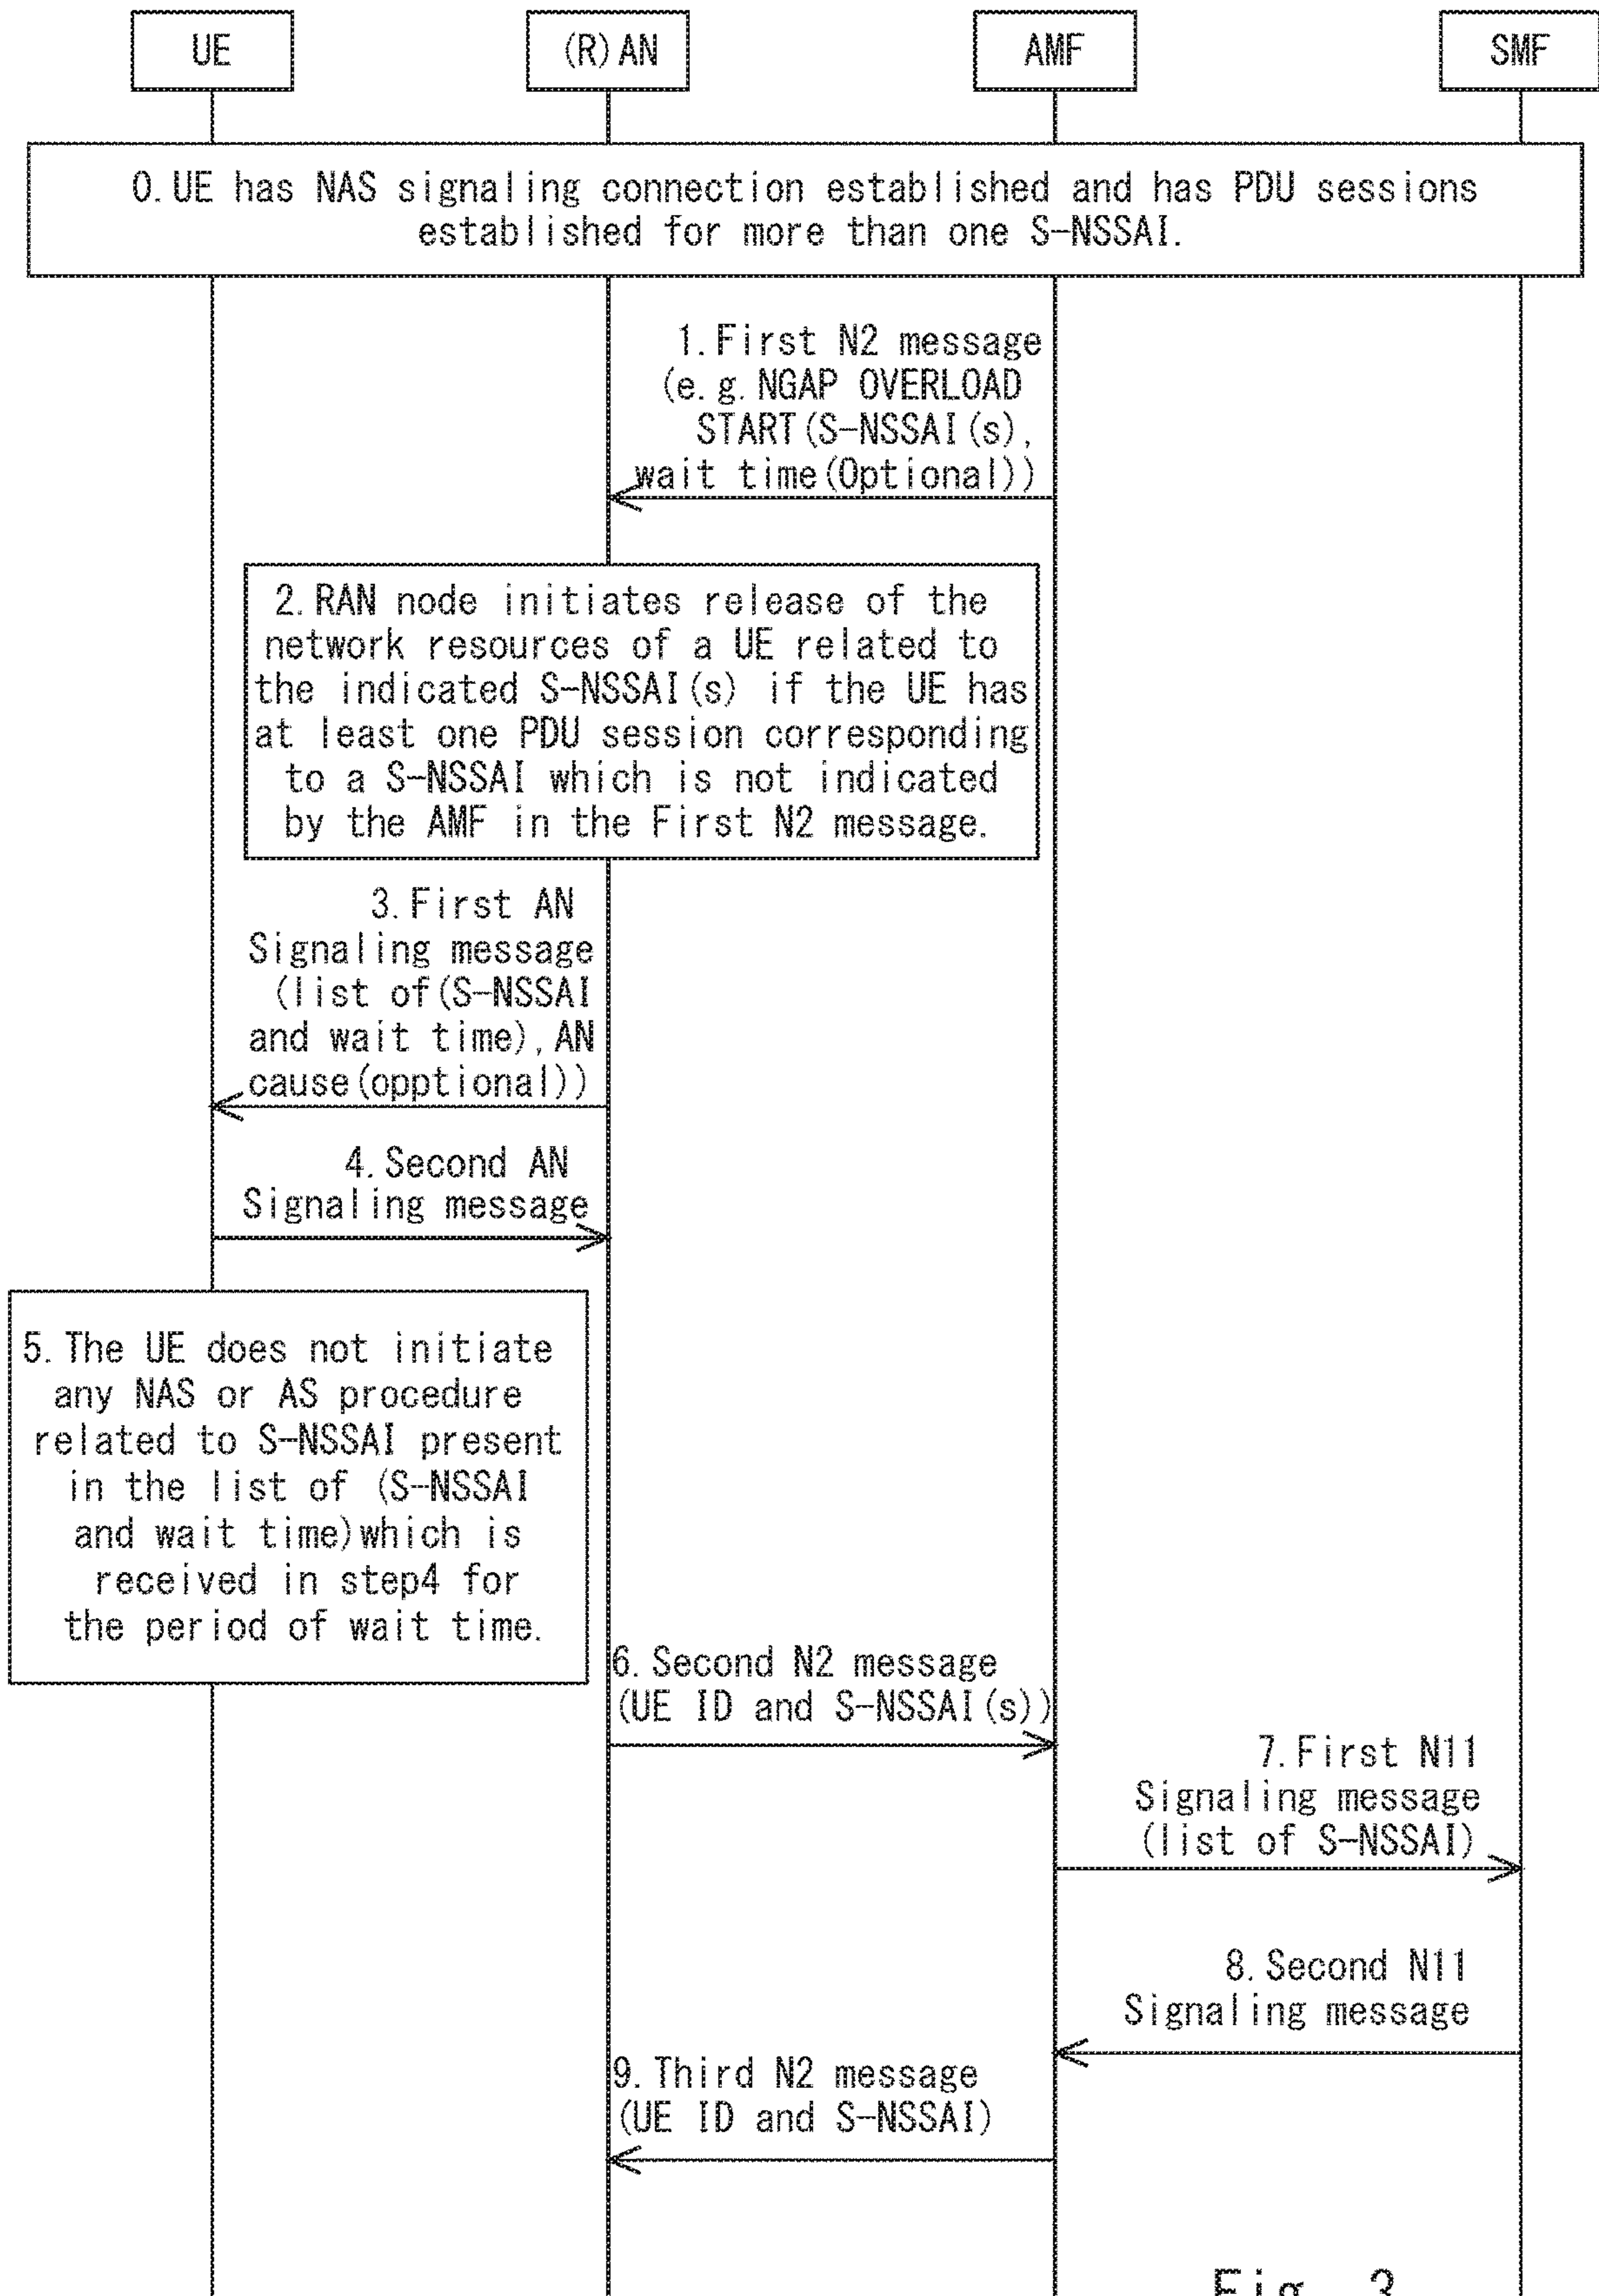 UE
(R)AN
AMF
SMF
0.UE has NAS signaling connection established and has PDU sessions
established for more than one S-NSSAI.
1.First N2 message
(e.g.NGAP OVERLOAD
START(S-NSSAI(s),
wait time(Optional))
2.RAN node initiates release of the
network resources of a UE related to
the indicated S-NSSAI(s) if the UE has
at least one PDU session corresponding
to a S-NSSAI which is not indicated
by the AMF in the First N2 message.
3.First AN
Signaling message
(list of(S-NSSAI
and wait time),AN
cause(opptional))
4.Second AN
Signaling message
5.The UE does not initiate
any NAS or AS procedure
related to S-NSSAI present
in the list of (S-NSSAI
and wait time)which is
received in step4 for
the period of wait time.
6.Second N2 message
(UE ID and S-NSSAI(s))
7.First N11
Signaling message
(list of S-NSSAI)
8.Second N11
Signaling message
9.Third N2 message
(UE ID and S-NSSAI)
Fig. 3